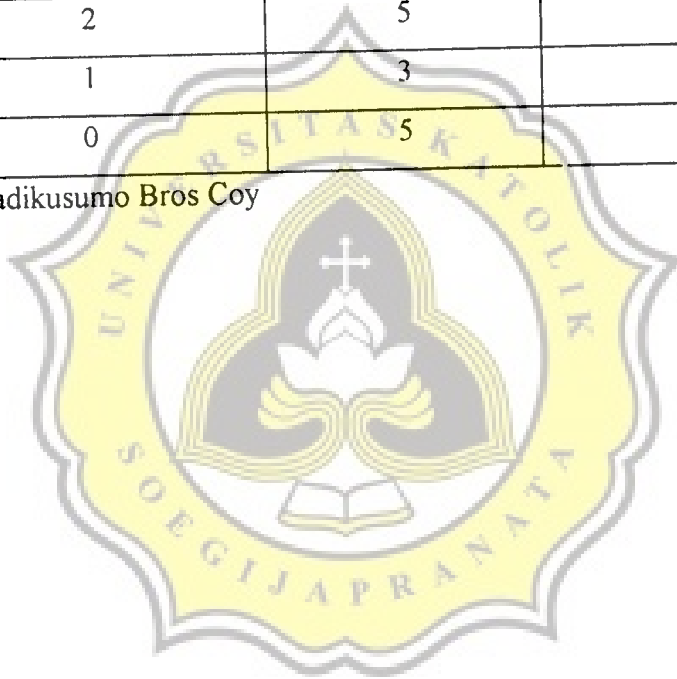 2 5
1 3
0 5
adikusumo Bros Coy
UNIVERSITAS KATOLIK
SOEGIJAPRANATA